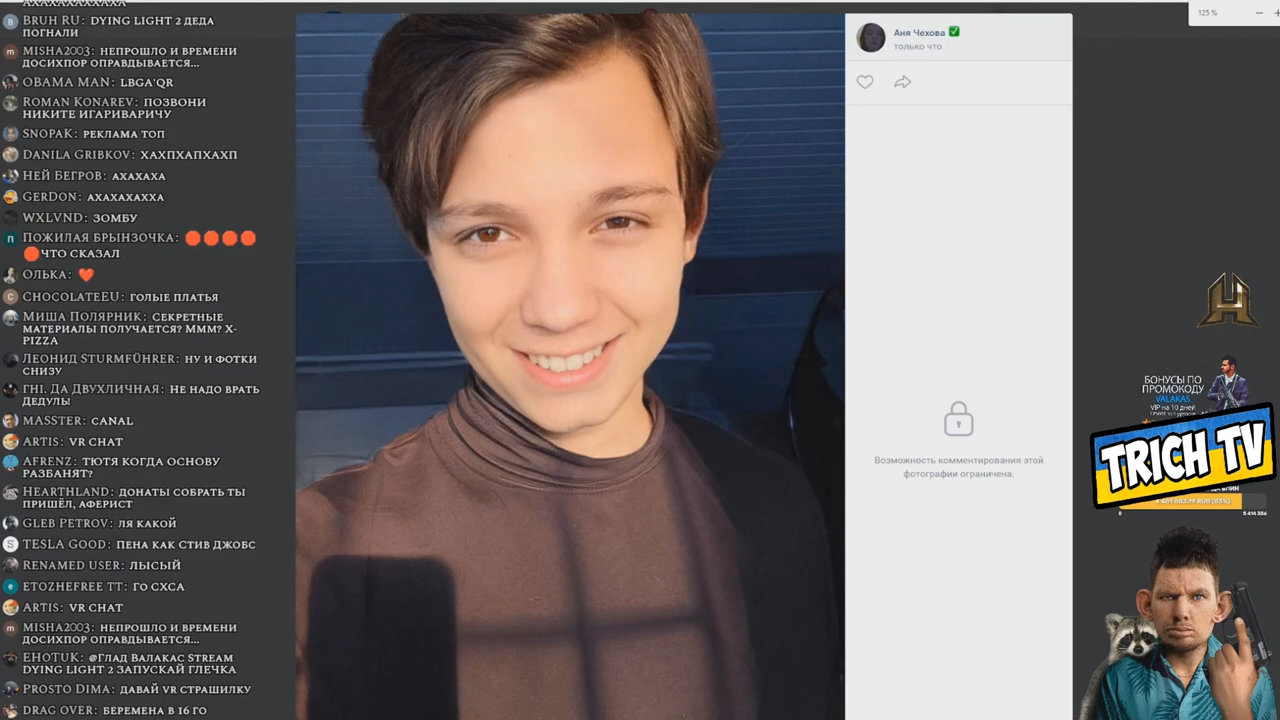 BRUH RU: DYING LIGHT 2 ДЕДА
ПОГНАЛИ
MISHA2003: НЕПРОШЛО И ВРЕМЕНИ
ДОСИХПОР ОПРАВДЫВАЕТСЯ...
OBAMA MAN: LBGA'QR
ROMAN KONAREV: ПОЗВОНИ
НИКИТЕ ИГАРИВАРИЧУ
SNOPAK: РЕКЛАМА ТОП
DANILA GRIBKOV: ХАХПХАПХАХП
НЕЙ БЕГРОВ: АХАХАХА
GERDON: АХАХАХАХХА
WXLVND: ЗОМБУ
ПОЖИЛАЯ БРЫНЗОЧКА: 🛑🛑🛑🛑
🛑ЧТО СКАЗАЛ
ОЛЬКА: ❤️
CHOCOLATEEU: ГОЛЫЕ ПЛАТЬЯ
МИША ПОЛЯРНИК: СЕКРЕТНЫЕ
МАТЕРИАЛЫ ПОЛУЧАЕТСЯ? МММ? X-
PIZZA
ЛЕОНИД STURMFÜHRER: НУ И ФОТКИ
СНИЗУ
ГНІ. ДА ДВУХЛИЧНАЯ: НЕ НАДО ВРАТЬ
ДЕДУЛЫ
MASSTER: CANAL
ARTIS: VR CHAT
AFRENZ: ТЮТЯ КОГДА ОСНОВУ
РАЗБАНЯТ?
HEARTHLAND: ДОНАТЫ СОБРАТЬ ТЫ
ПРИШЁЛ, АФЕРИСТ
GLEB PETROV: ЛЯ КАКОЙ
TESLA GOOD: ПЕНА КАК СТИВ ДЖОБС
RENAMED USER: ЛЫСЫЙ
ETOZHEFREE TT: ГО СХСА
ARTIS: VR CHAT
MISHA2003: НЕПРОШЛО И ВРЕМЕНИ
ДОСИХПОР ОПРАВДЫВАЕТСЯ...
ЕНОТUK: @ГЛАД ВАЛАКАС STREAM
DYING LIGHT 2 ЗАПУСКАЙ ГЛЕЧКА
PROSTO DIMA: ДАВАЙ VR СТРАШИЛКУ
DRAG OVER: БЕРЕМЕНА В 16 ГО
Аня Чехова ✅
только что
Возможность комментирования этой
фотографии ограничена.
125 %
БОНУСЫ ПО
ПРОМОКОДУ
VALAKAS
VIP на 10 дней
TRICH TV